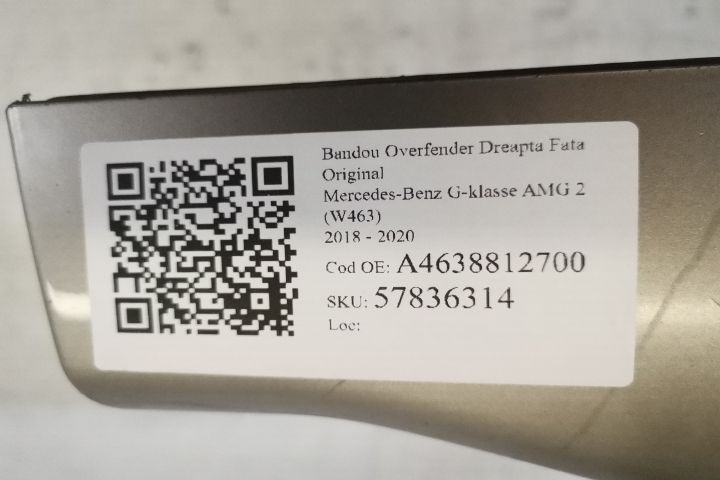 Bandou Overfender Dreapta Fata
Original
Mercedes-Benz G-klasse AMG 2
(W463)
2018 - 2020
Cod OE: A4638812700
SKU: 57836314
Loc: